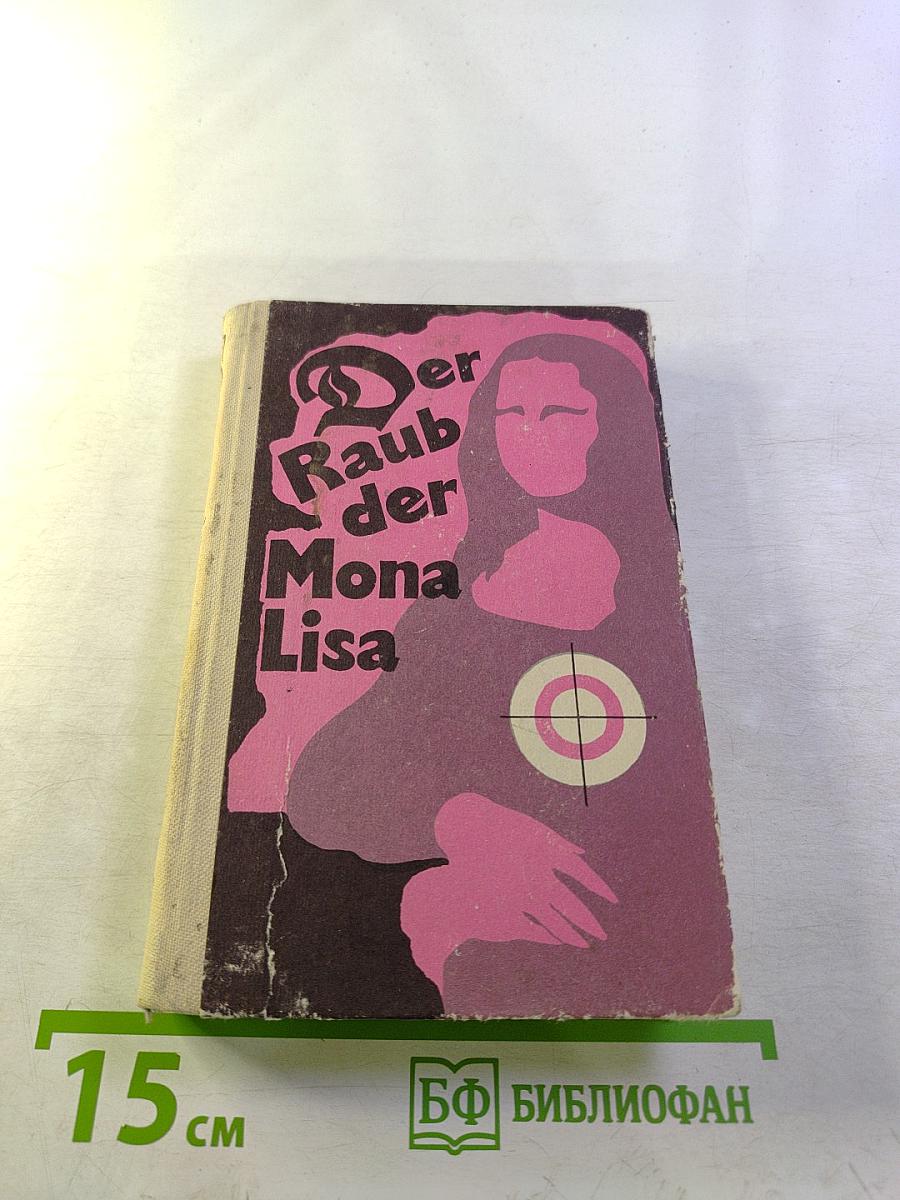 Der
Raub
der
Mona
Lisa
15 см
БФ БИБЛИОФАН